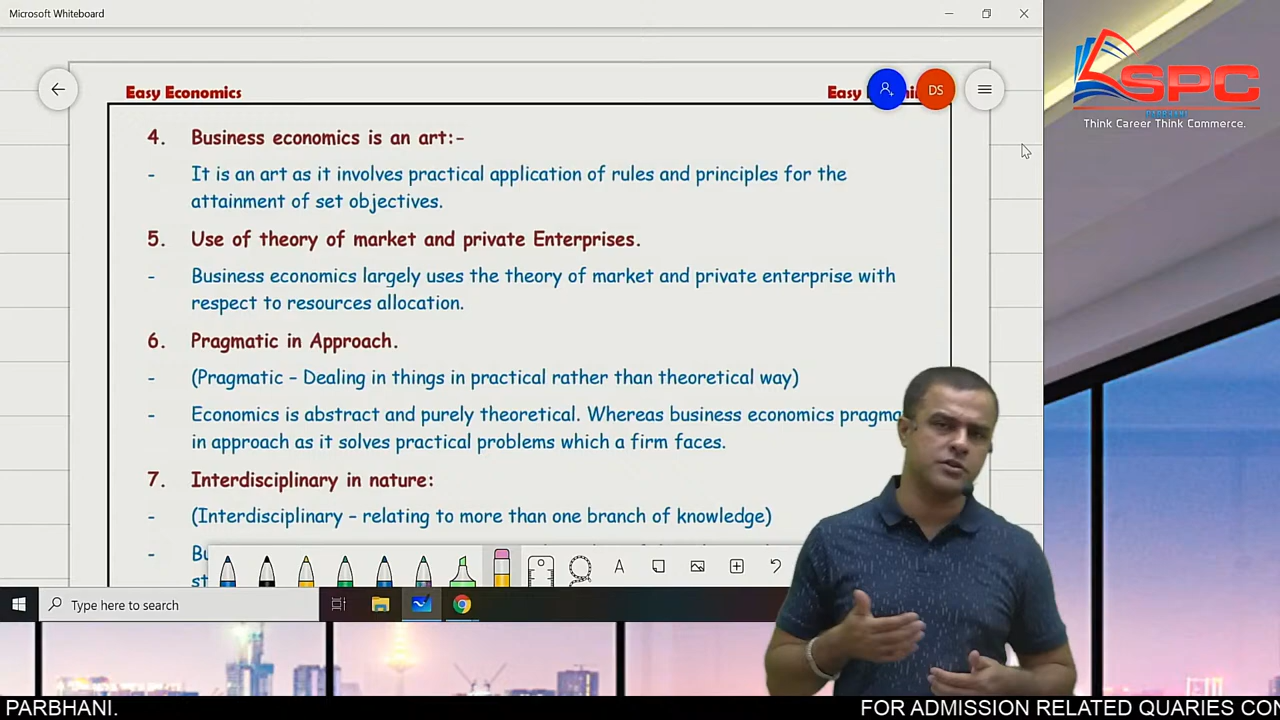 Microsoft Whiteboard
SPC
PARBHANI
Think Career Think Commerce.
Easy Economics
Easy
DS
4. Business economics is an art:-
- It is an art as it involves practical application of rules and principles for the
attainment of set objectives.
5. Use of theory of market and private Enterprises.
- Business economics largely uses the theory of market and private enterprise with
respect to resources allocation.
6. Pragmatic in Approach.
- (Pragmatic – Dealing in things in practical rather than theoretical way)
- Economics is abstract and purely theoretical. Whereas business economics pragma
in approach as it solves practical problems which a firm faces.
7. Interdisciplinary in nature:
- (Interdisciplinary – relating to more than one branch of knowledge)
- Bu
st
A
Type here to search
PARBHANI.
FOR ADMISSION RELATED QUARIES CON